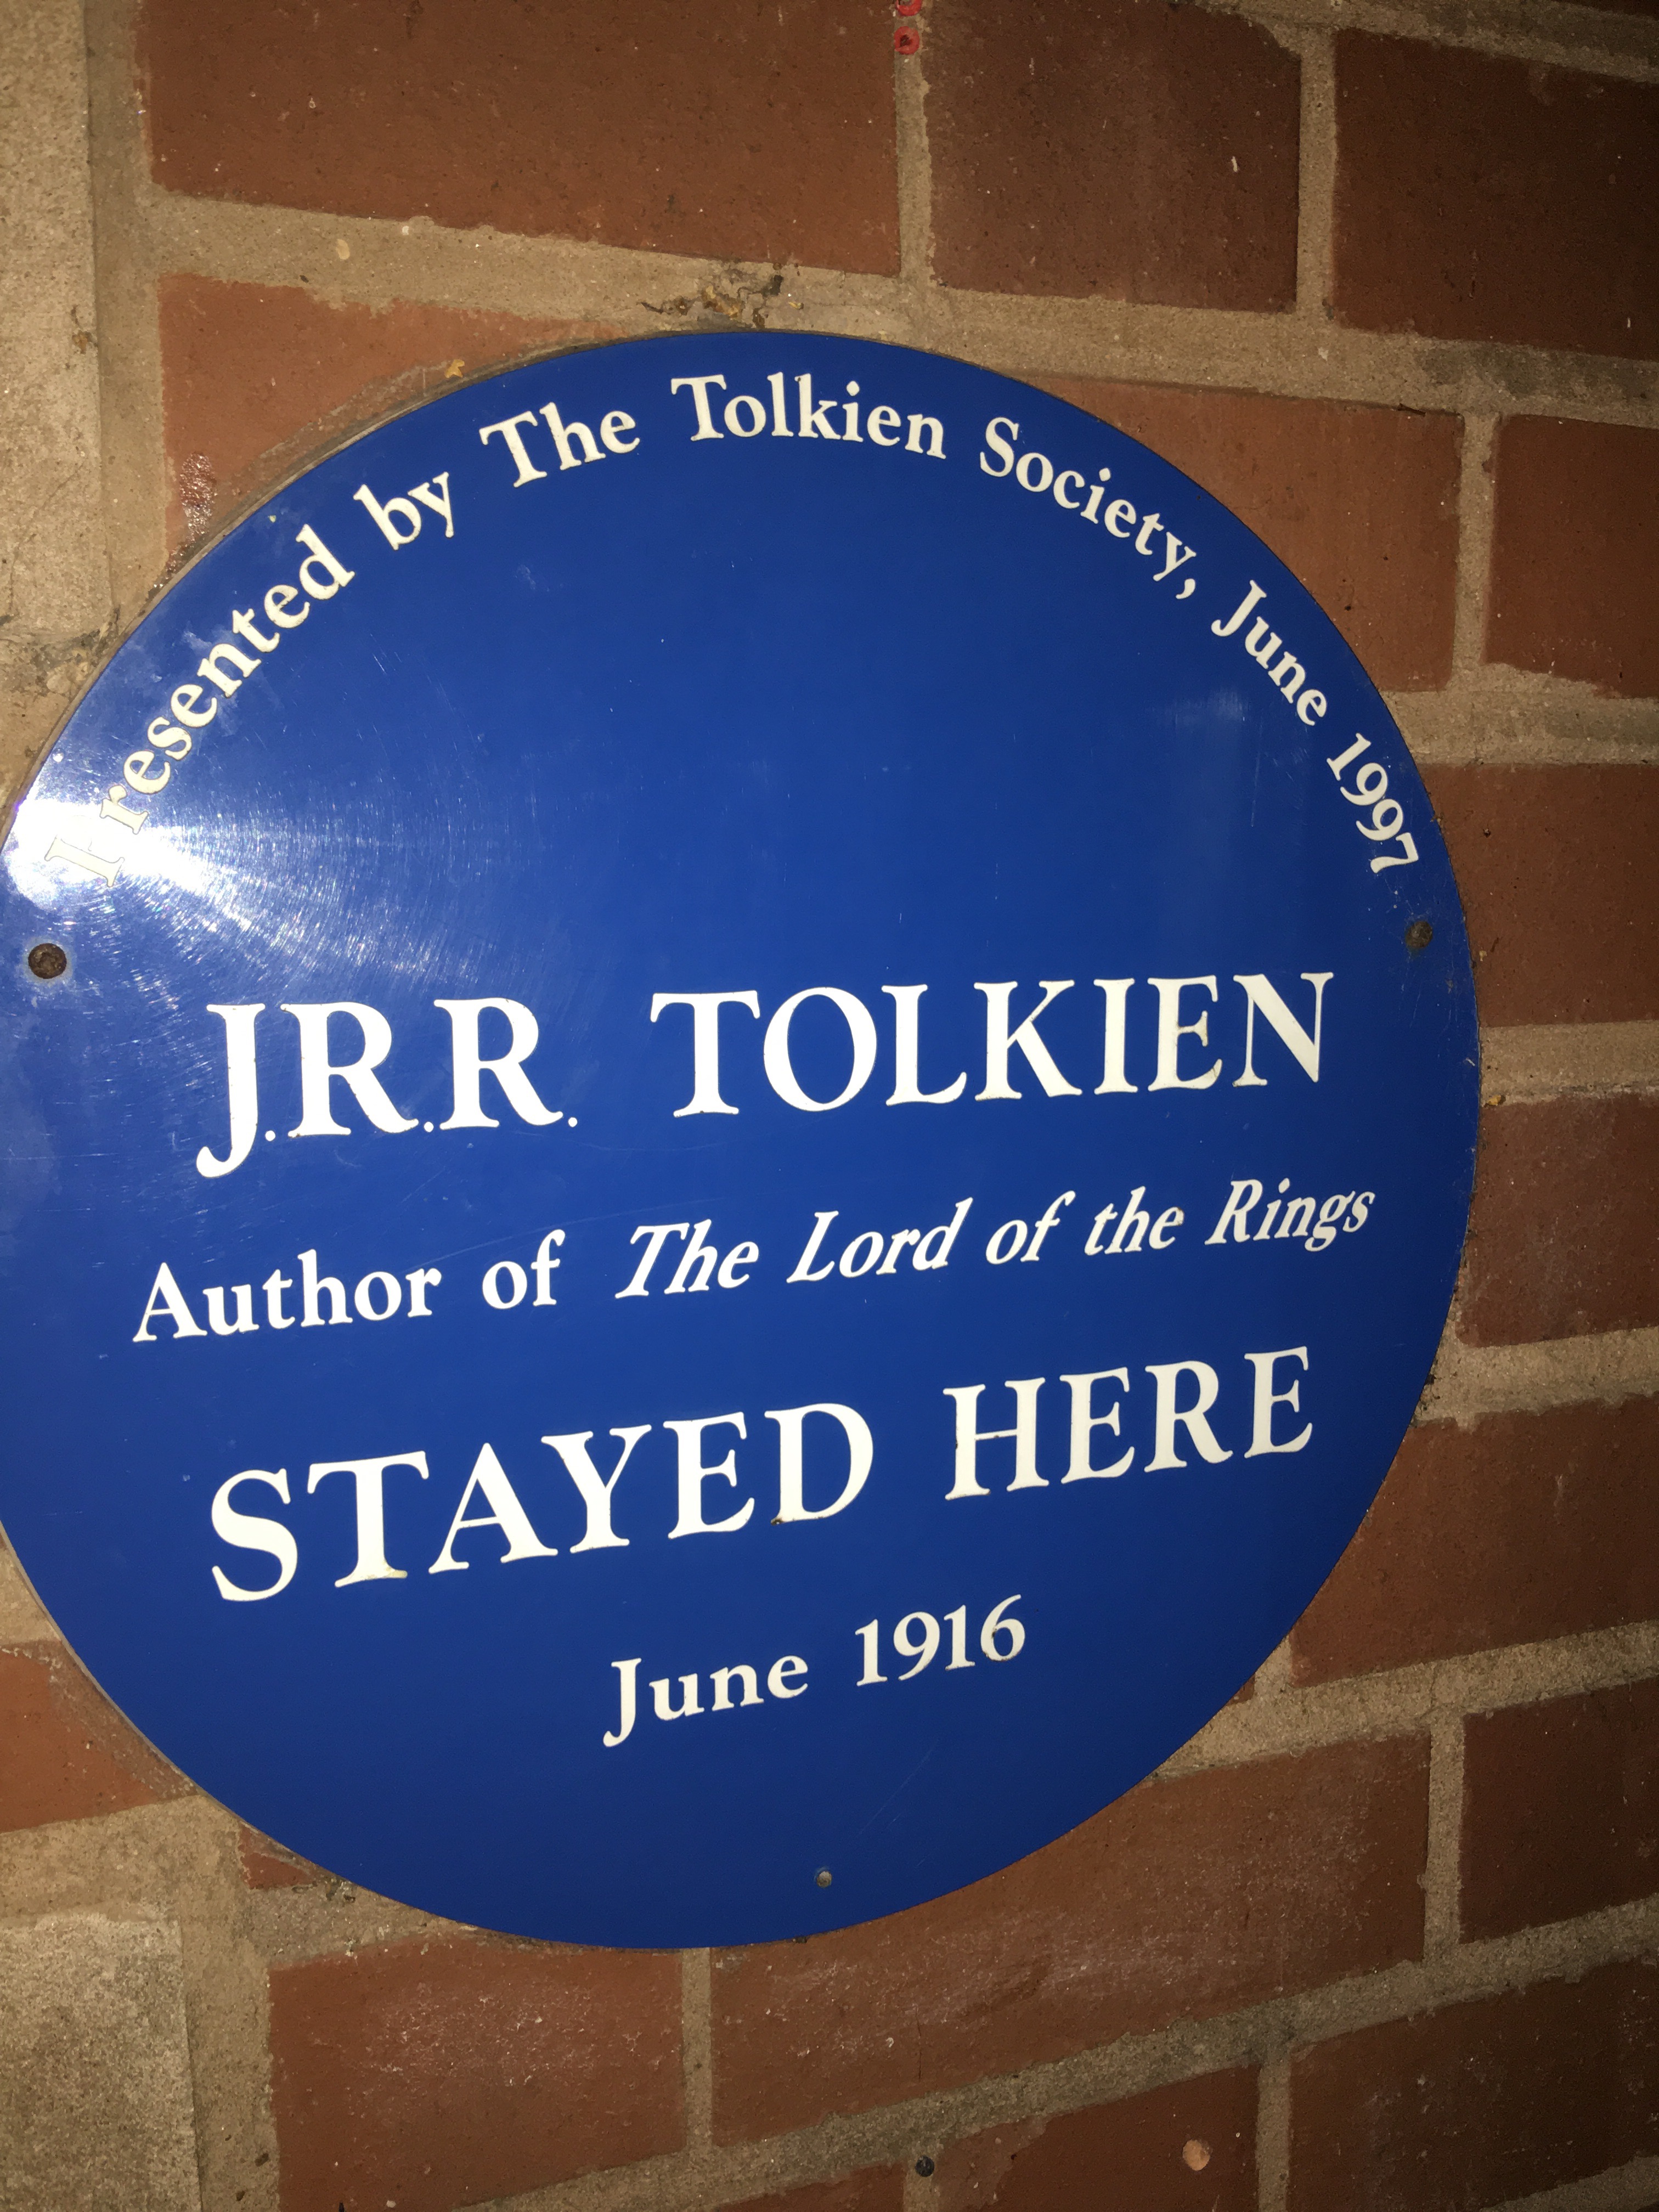 Presented by The Tolkien Society, June 1997
J.R.R. TOLKIEN
Author of The Lord of the Rings
STAYED HERE
June 1916